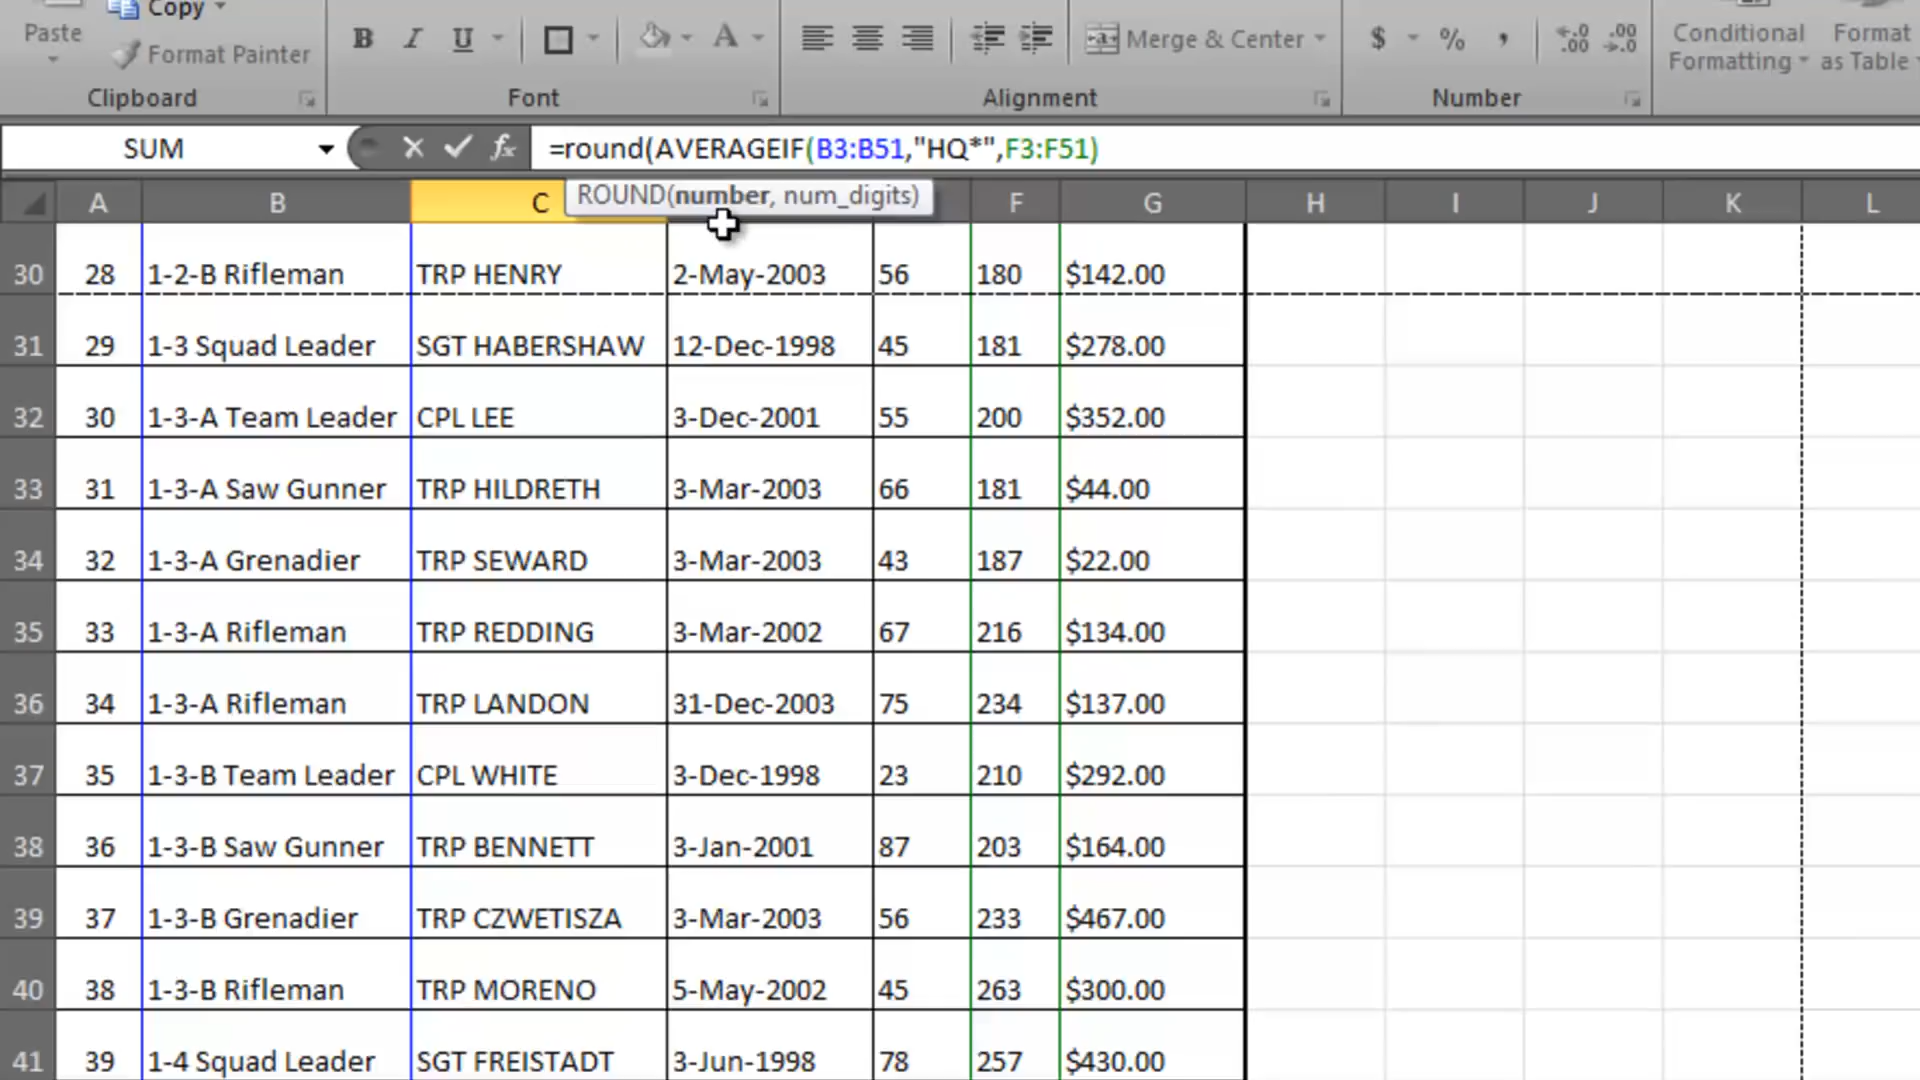 Copy
Paste
Format Painter
B I U A
Merge & Center
$ % ,
.00 .0
.00 .0
Conditional Formatting
Format as Table
Clipboard
Font
Alignment
Number
SUM
fx
=round(AVERAGEIF(B3:B51,"HQ*",F3:F51)
ROUND(number, num_digits)
A B C F G H I J K L
30 28 1-2-B Rifleman TRP HENRY 2-May-2003 56 180 $142.00
31 29 1-3 Squad Leader SGT HABERSHAW 12-Dec-1998 45 181 $278.00
32 30 1-3-A Team Leader CPL LEE 3-Dec-2001 55 200 $352.00
33 31 1-3-A Saw Gunner TRP HILDRETH 3-Mar-2003 66 181 $44.00
34 32 1-3-A Grenadier TRP SEWARD 3-Mar-2003 43 187 $22.00
35 33 1-3-A Rifleman TRP REDDING 3-Mar-2002 67 216 $134.00
36 34 1-3-A Rifleman TRP LANDON 31-Dec-2003 75 234 $137.00
37 35 1-3-B Team Leader CPL WHITE 3-Dec-1998 23 210 $292.00
38 36 1-3-B Saw Gunner TRP BENNETT 3-Jan-2001 87 203 $164.00
39 37 1-3-B Grenadier TRP CZWETISZA 3-Mar-2003 56 233 $467.00
40 38 1-3-B Rifleman TRP MORENO 5-May-2002 45 263 $300.00
41 39 1-4 Squad Leader SGT FREISTADT 3-Jun-1998 78 257 $430.00